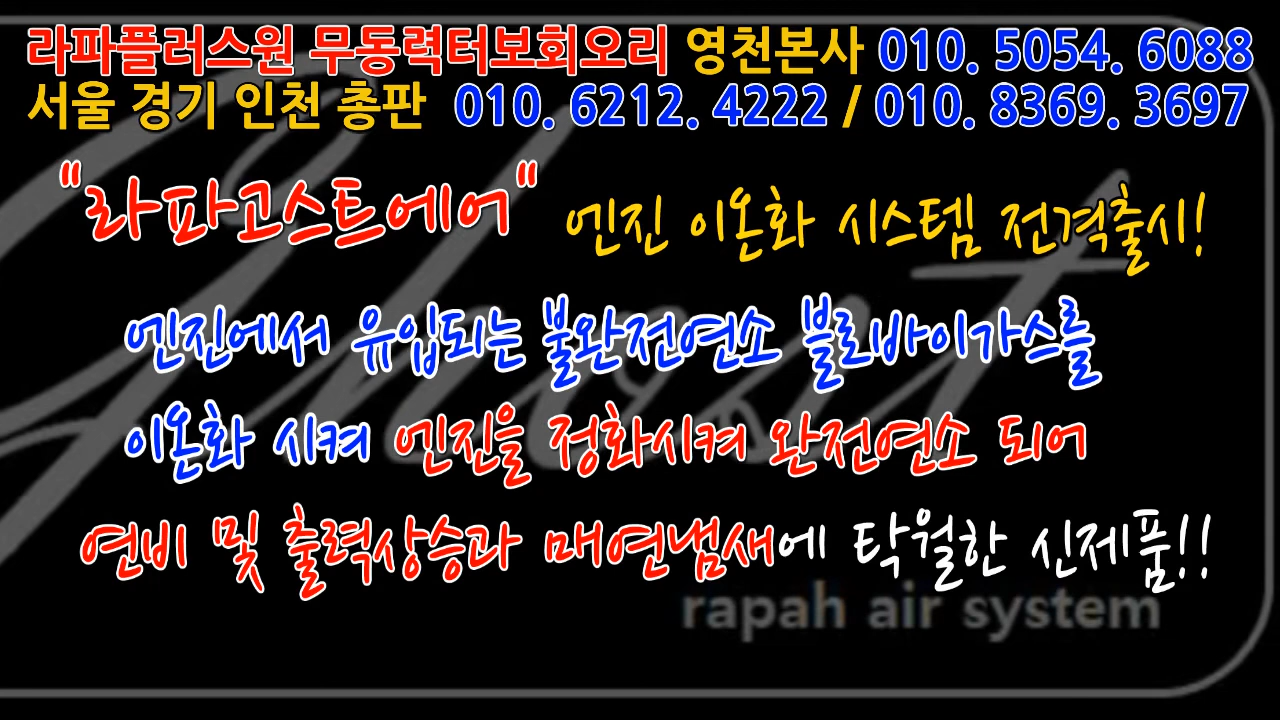 라파플러스원 무동력터보회오리 영천본사 010. 5054. 6088
서울 경기 인천 총판 010. 6212. 4222 / 010. 8369. 3697
"라파고스트에어" 엔진 이온화 시스템 전격출시!
엔진에서 유입되는 불완전연소 블로바이가스를
이온화 시켜 엔진을 정화시켜 완전연소 되어
연비 및 출력상승과 매연냄새에 탁월한 신제품!!
Ghost
rapah air system